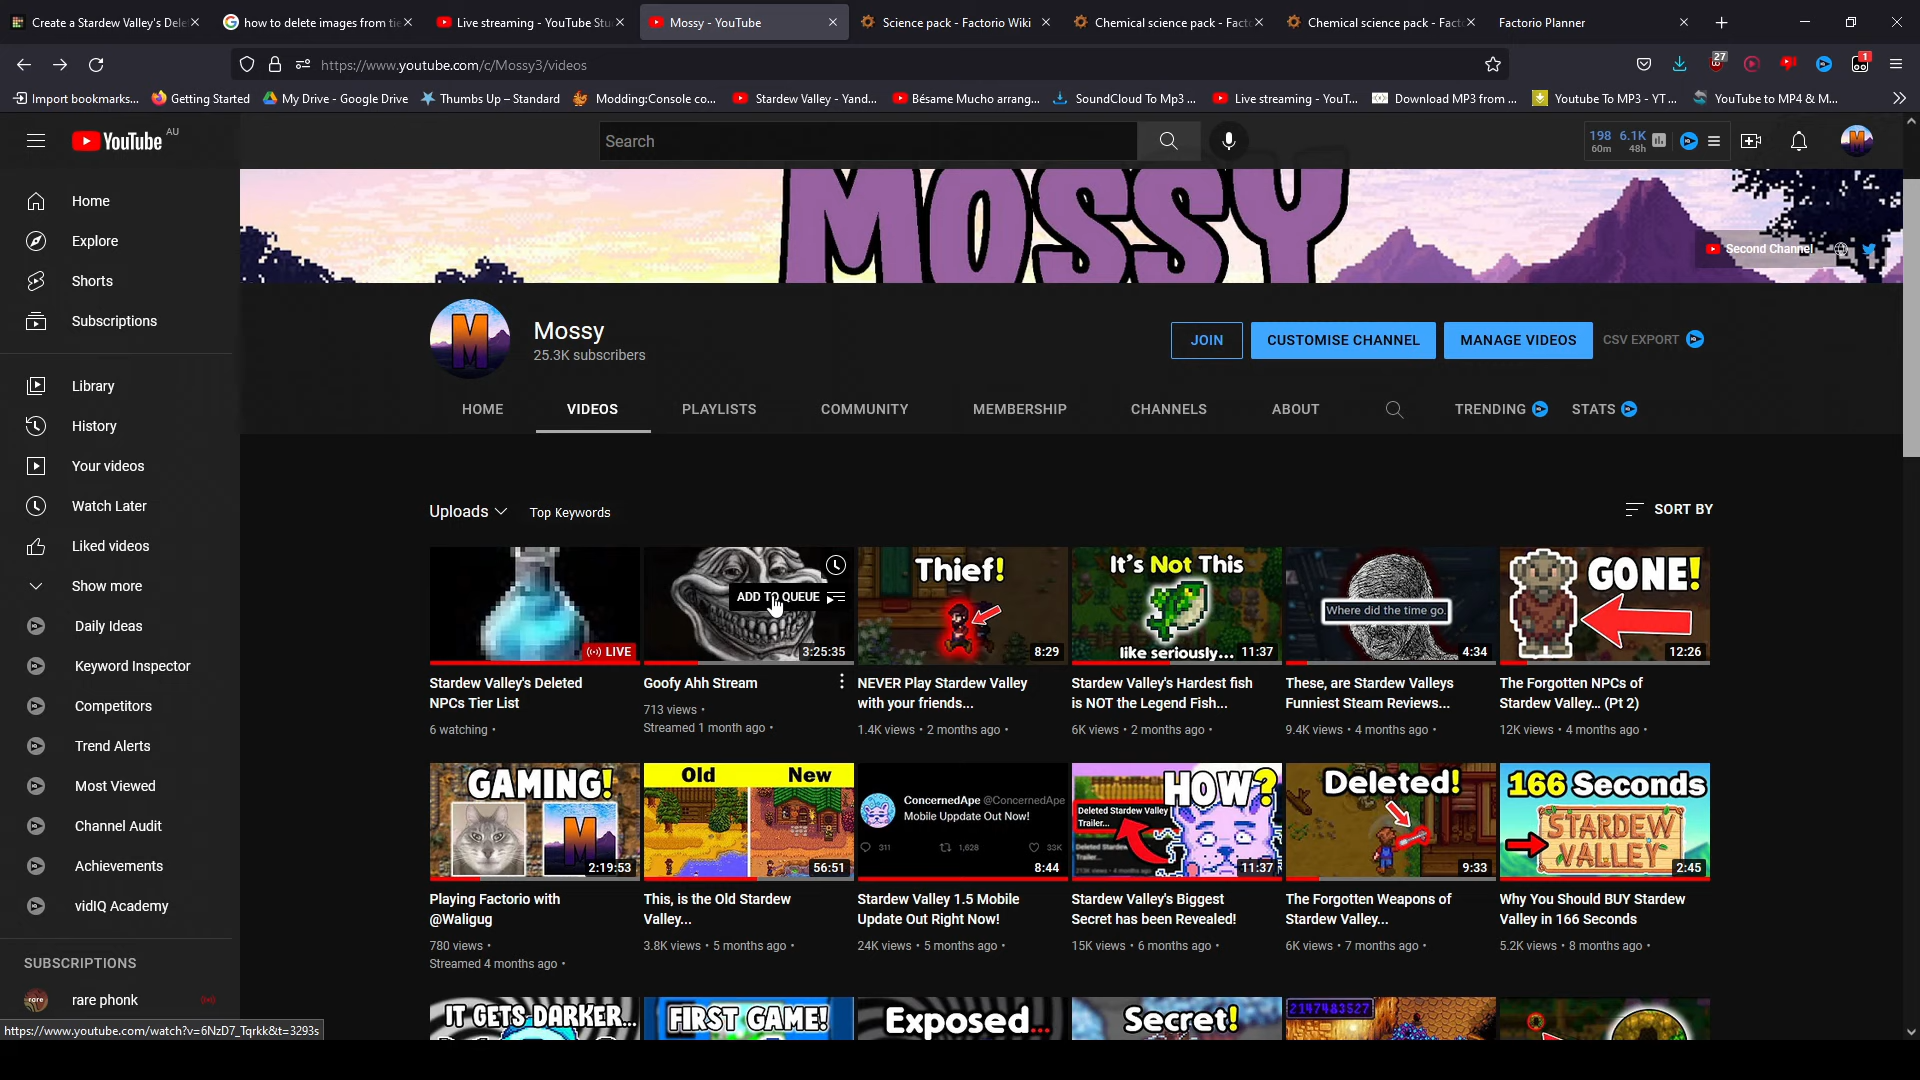 Create a Stardew Valley's Dele
how to delete images from tie
Live streaming - YouTube Stu
Mossy - YouTube
Science pack - Factorio Wiki
Chemical science pack - Facto
Chemical science pack - Fact
Factorio Planner
https://www.youtube.com/c/Mossy3/videos
27
1
Import bookmarks...
Getting Started
My Drive - Google Drive
Thumbs Up – Standard
Modding:Console co...
Stardew Valley - Yand...
Bésame Mucho arrang...
SoundCloud To Mp3 ...
Live streaming - YouT...
Download MP3 from ...
Youtube To MP3 - YT ...
YouTube to MP4 & M...
YouTube AU
Search
198 6.1K
60m 48h
MOSSY
Second Channel
Home
Explore
Shorts
Subscriptions
Library
History
Your videos
Watch Later
Liked videos
Show more
Daily Ideas
Keyword Inspector
Competitors
Trend Alerts
Most Viewed
Channel Audit
Achievements
vidIQ Academy
SUBSCRIPTIONS
rare phonk
https://www.youtube.com/watch?v=6NzD7_Tqrkk&t=3293s
M
Mossy
25.3K subscribers
JOIN
CUSTOMISE CHANNEL
MANAGE VIDEOS
CSV EXPORT
HOME
VIDEOS
PLAYLISTS
COMMUNITY
MEMBERSHIP
CHANNELS
ABOUT
TRENDING
STATS
Uploads
Top Keywords
SORT BY
LIVE
Stardew Valley's Deleted
NPCs Tier List
6 watching •
ADD TO QUEUE
3:25:35
Goofy Ahh Stream
713 views •
Streamed 1 month ago •
Thief!
8:29
NEVER Play Stardew Valley
with your friends...
1.4K views • 2 months ago •
It's Not This
like seriously...
11:37
Stardew Valley's Hardest fish
is NOT the Legend Fish...
6K views • 2 months ago •
Where did the time go.
4:34
These, are Stardew Valleys
Funniest Steam Reviews...
9.4K views • 4 months ago •
GONE!
12:26
The Forgotten NPCs of
Stardew Valley... (Pt 2)
12K views • 4 months ago •
GAMING!
M
2:19:53
Playing Factorio with
@Waligug
780 views •
Streamed 4 months ago •
Old New
56:51
This, is the Old Stardew
Valley...
3.8K views • 5 months ago •
ConcernedApe @ConcernedApe
Mobile Uppdate Out Now!
311 1,628 33K
8:44
Stardew Valley 1.5 Mobile
Update Out Right Now!
24K views • 5 months ago •
HOW?
Deleted Stardew Valley
Trailer...
11:37
Stardew Valley's Biggest
Secret has been Revealed!
15K views • 6 months ago •
Deleted!
9:33
The Forgotten Weapons of
Stardew Valley...
6K views • 7 months ago •
166 Seconds
STARDEW
VALLEY
2:45
Why You Should BUY Stardew
Valley in 166 Seconds
5.2K views • 8 months ago •
IT GETS DARKER...
FIRST GAME!
Exposed...
Secret!
2147483527